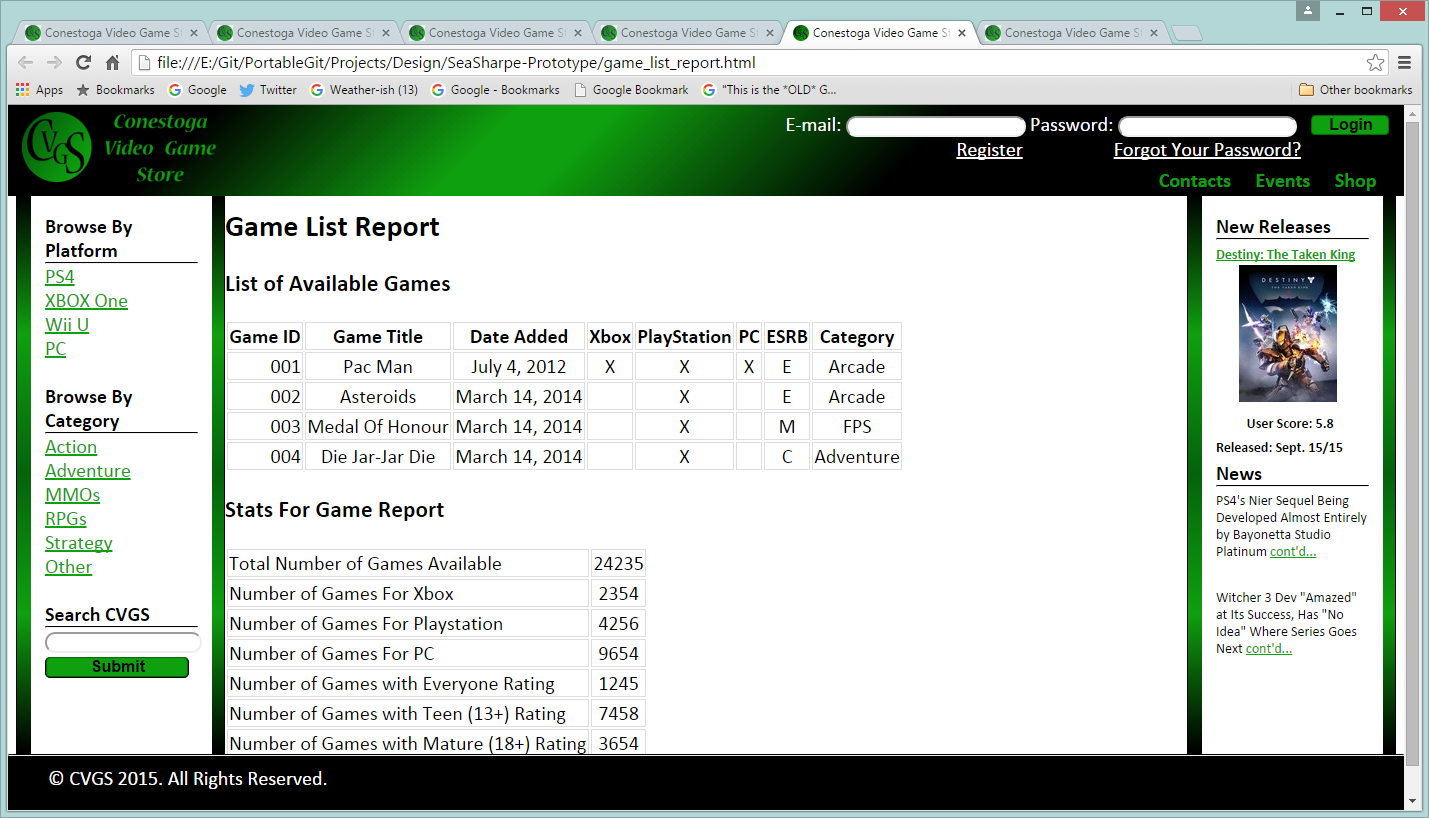 Conestoga Video Game S
Conestoga Video Game S
Conestoga Video Game S
Conestoga Video Game S
Conestoga Video Game S
Conestoga Video Game S
file:///E:/Git/PortableGit/Projects/Design/SeaSharpe-Prototype/game_list_report.html
Apps Bookmarks Google Twitter Weather-ish (13) Google - Bookmarks Google Bookmark "This is the *OLD* G... Other bookmarks
CVGS
Conestoga
Video Game
Store
E-mail: Password: Login
Register Forgot Your Password?
Contacts Events Shop
Browse By
Platform
PS4
XBOX One
Wii U
PC
Browse By
Category
Action
Adventure
MMOs
RPGs
Strategy
Other
Search CVGS
Submit
Game List Report
List of Available Games
Game ID Game Title Date Added Xbox PlayStation PC ESRB Category
001 Pac Man July 4, 2012 X X X E Arcade
002 Asteroids March 14, 2014 X E Arcade
003 Medal Of Honour March 14, 2014 X M FPS
004 Die Jar-Jar Die March 14, 2014 X C Adventure
Stats For Game Report
Total Number of Games Available 24235
Number of Games For Xbox 2354
Number of Games For Playstation 4256
Number of Games For PC 9654
Number of Games with Everyone Rating 1245
Number of Games with Teen (13+) Rating 7458
Number of Games with Mature (18+) Rating 3654
New Releases
Destiny: The Taken King
DESTINY
THE TAKEN KING
User Score: 5.8
Released: Sept. 15/15
News
PS4's Nier Sequel Being
Developed Almost Entirely
by Bayonetta Studio
Platinum cont'd...
Witcher 3 Dev "Amazed"
at Its Success, Has "No
Idea" Where Series Goes
Next cont'd...
© CVGS 2015. All Rights Reserved.